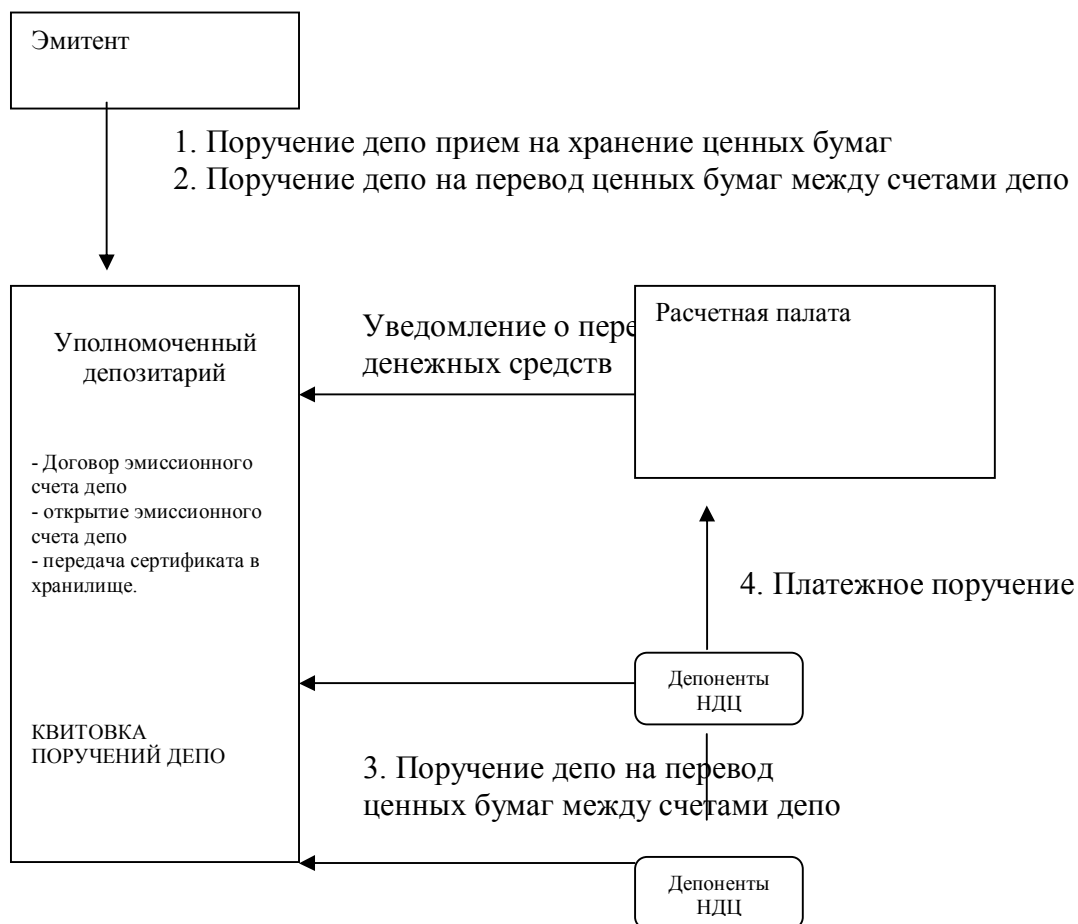 Эмитент
1. Поручение депо прием на хранение ценных бумаг
2. Поручение депо на перевод ценных бумаг между счетами депо
Уполномоченный
депозитарий
- Договор эмиссионного
счета депо
- открытие эмиссионного
счета депо
- передача сертификата в
хранилище.
КВИТОВКА
ПОРУЧЕНИЙ ДЕПО
Уведомление о пере
денежных средств
Расчетная палата
4. Платежное поручение
Депоненты
НДЦ
3. Поручение депо на перевод
ценных бумаг между счетами депо
Депоненты
НДЦ